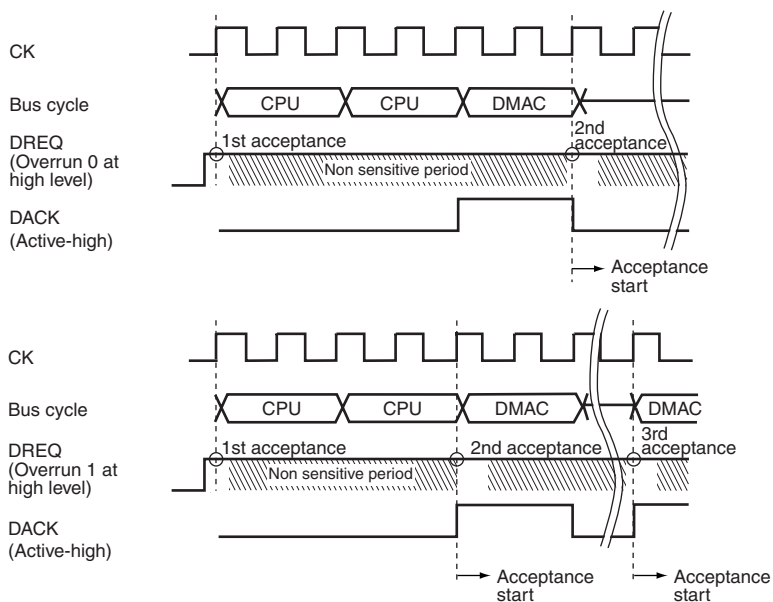 CK
Bus cycle
CPU CPU DMAC
2nd
acceptance
DREQ
(Overrun 0 at
high level)
1st acceptance
Non sensitive period
DACK
(Active-high)
Acceptance
start
CK
Bus cycle
CPU CPU DMAC DMAC
3rd
acceptance
DREQ
(Overrun 1 at
high level)
1st acceptance 2nd acceptance
Non sensitive period
DACK
(Active-high)
Acceptance
start
Acceptance
start